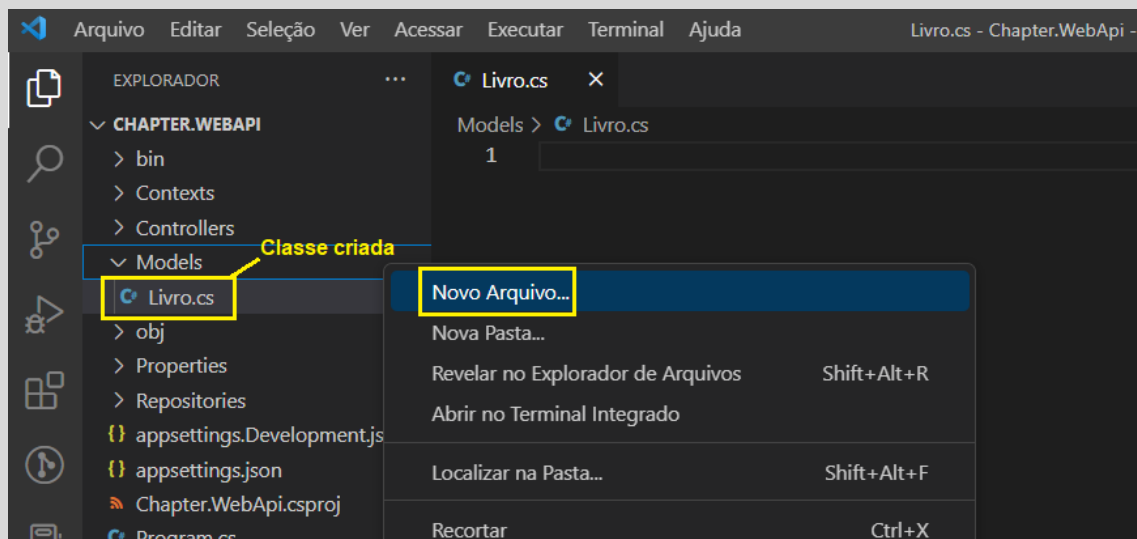 Arquivo Editar Seleção Ver Acessar Executar Terminal Ajuda Livro.cs - Chapter.WebApi -
EXPLORADOR ... C# Livro.cs ×
CHAPTER.WEBAPI
Models > C# Livro.cs
> bin
1
> Contexts
> Controllers
Classe criada
Models
C# Livro.cs
Novo Arquivo...
> obj
Nova Pasta...
> Properties
Revelar no Explorador de Arquivos Shift+Alt+R
> Repositories
Abrir no Terminal Integrado
{} appsettings.Development.js
{} appsettings.json
Localizar na Pasta... Shift+Alt+F
Chapter.WebApi.csproj
Recortar Ctrl+X
C# Program.cs